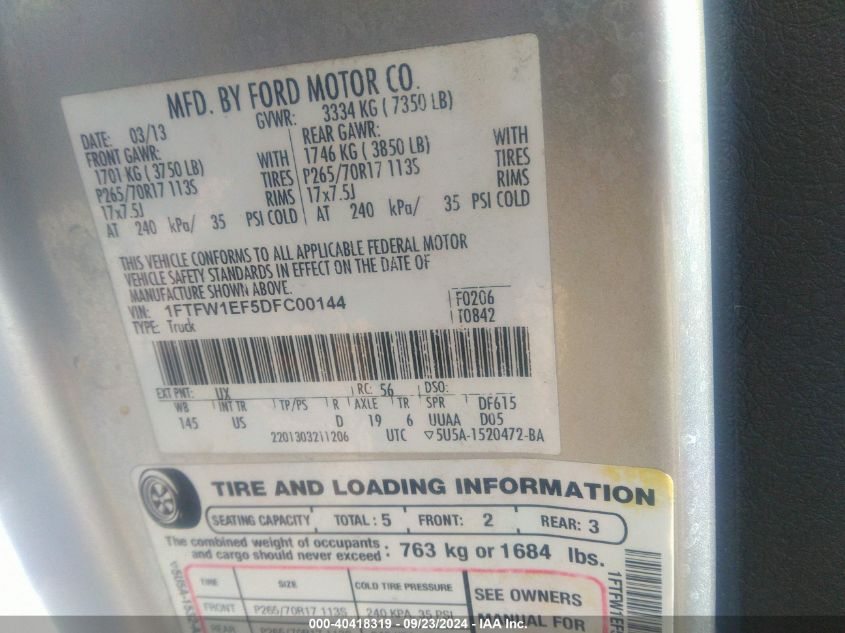 MFD. BY FORD MOTOR CO.
DATE: 03/13 GVWR: 3334 KG ( 7350 LB)
FRONT GAWR: REAR GAWR:
1701 KG ( 3750 LB) WITH 1746 KG ( 3850 LB) WITH
P265/70R17 113S TIRES P265/70R17 113S TIRES
17x7.5J RIMS 17x7.5J RIMS
AT 240 kPa/ 35 PSI COLD AT 240 kPa/ 35 PSI COLD
THIS VEHICLE CONFORMS TO ALL APPLICABLE FEDERAL MOTOR
VEHICLE SAFETY STANDARDS IN EFFECT ON THE DATE OF
MANUFACTURE SHOWN ABOVE.
VIN: 1FTFW1EF5DFC00144 F0206
TYPE: Truck T0842
EXT PNT: UX RC: 56 DSO:
WB INT TR TP/PS R AXLE TR SPR DF615
145 US D 19 6 UUAA D05
2201303211206 UTC ▽5U5A-1520472-BA
TIRE AND LOADING INFORMATION
SEATING CAPACITY TOTAL : 5 FRONT: 2 REAR: 3
The combined weight of occupants
and cargo should never exceed : 763 kg or 1684 lbs.
TIRE SIZE COLD TIRE PRESSURE SEE OWNERS
FRONT P265/70R17 113S 240 KPA, 35 PSI MANUAL FOR
REAR P265/70R17 113S
000-40418319 - 09/23/2024 - IAA Inc.